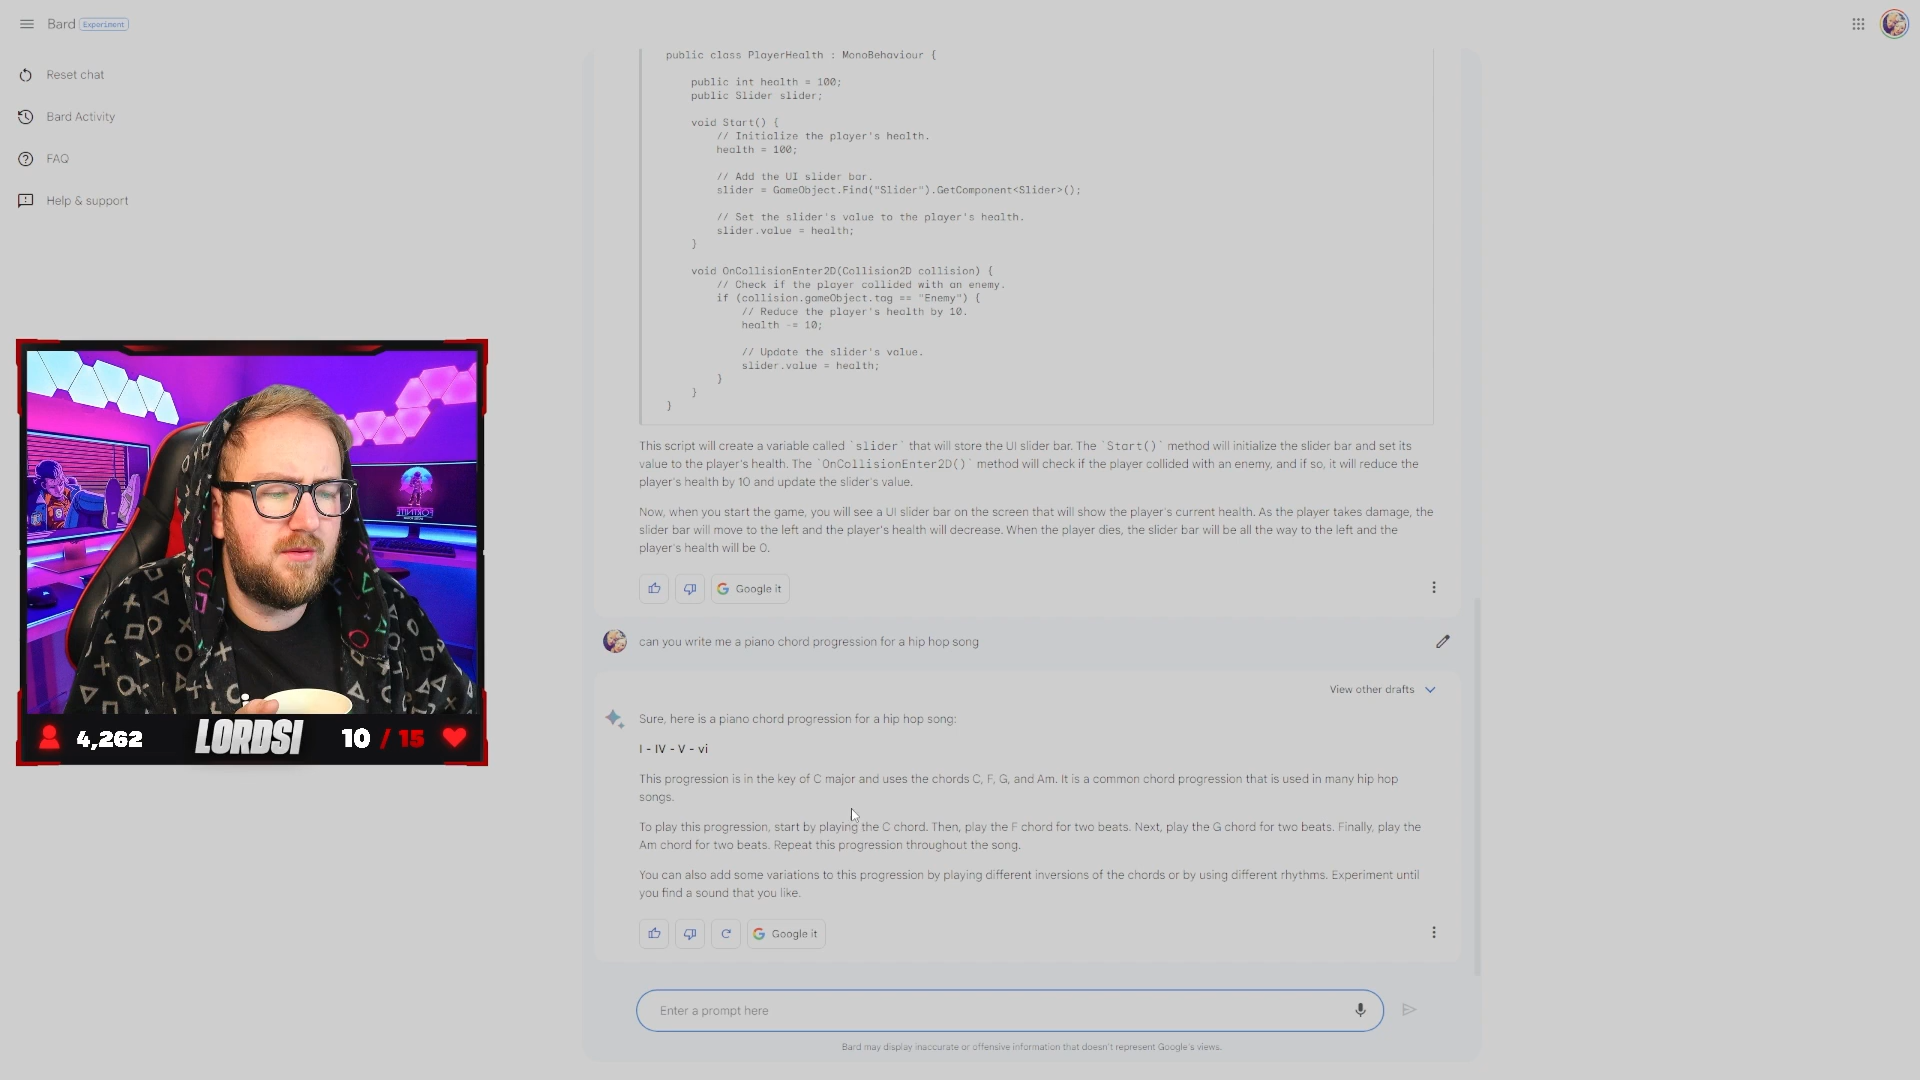 Bard Experiment
Reset chat
Bard Activity
FAQ
Help & support
public class PlayerHealth : MonoBehaviour {
public int health = 100;
public Slider slider;
void Start() {
// Initialize the player's health.
health = 100;
// Add the UI slider bar.
slider = GameObject.Find("Slider").GetComponent<Slider>();
// Set the slider's value to the player's health.
slider.value = health;
}
void OnCollisionEnter2D(Collision2D collision) {
// Check if the player collided with an enemy.
if (collision.gameObject.tag == "Enemy") {
// Reduce the player's health by 10.
health -= 10;
// Update the slider's value.
slider.value = health;
}
}
}
This script will create a variable called `slider` that will store the UI slider bar. The `Start()` method will initialize the slider bar and set its
value to the player's health. The `OnCollisionEnter2D()` method will check if the player collided with an enemy, and if so, it will reduce the
player's health by 10 and update the slider's value.
Now, when you start the game, you will see a UI slider bar on the screen that will show the player's current health. As the player takes damage, the
slider bar will move to the left and the player's health will decrease. When the player dies, the slider bar will be all the way to the left and the
player's health will be 0.
Google it
can you write me a piano chord progression for a hip hop song
View other drafts
Sure, here is a piano chord progression for a hip hop song:
I - IV - V - vi
This progression is in the key of C major and uses the chords C, F, G, and Am. It is a common chord progression that is used in many hip hop
songs.
To play this progression, start by playing the C chord. Then, play the F chord for two beats. Next, play the G chord for two beats. Finally, play the
Am chord for two beats. Repeat this progression throughout the song.
You can also add some variations to this progression by playing different inversions of the chords or by using different rhythms. Experiment until
you find a sound that you like.
Google it
Enter a prompt here
Bard may display inaccurate or offensive information that doesn't represent Google's views.
4,262 LORDSI 10 / 15